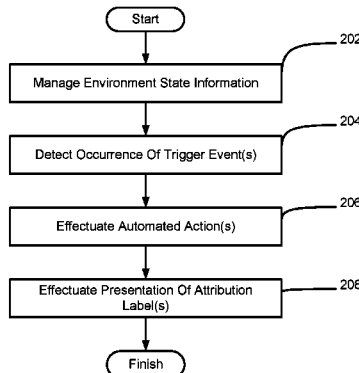 Start
202
Manage Environment State Information
204
Detect Occurrence Of Trigger Event(s)
206
Effectuate Automated Action(s)
208
Effectuate Presentation Of Attribution
Label(s)
Finish